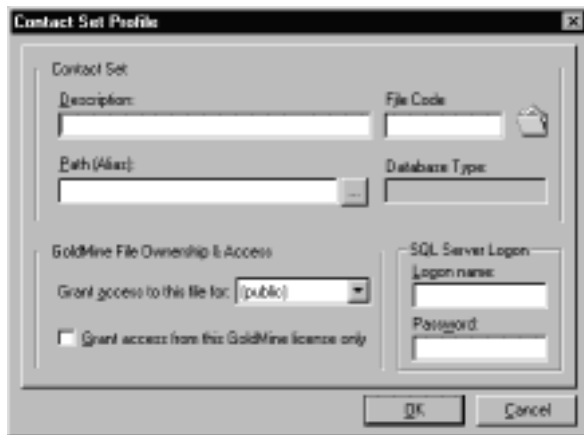 Contact Set Profile
Contact Set
Description:
File Code
Path (Alias):
...
Database Type:
GoldMine File Ownership & Access
Grant access to this file for:
(public)
Grant access from this GoldMine license only
SQL Server Logon
Logon name:
Password:
OK
Cancel